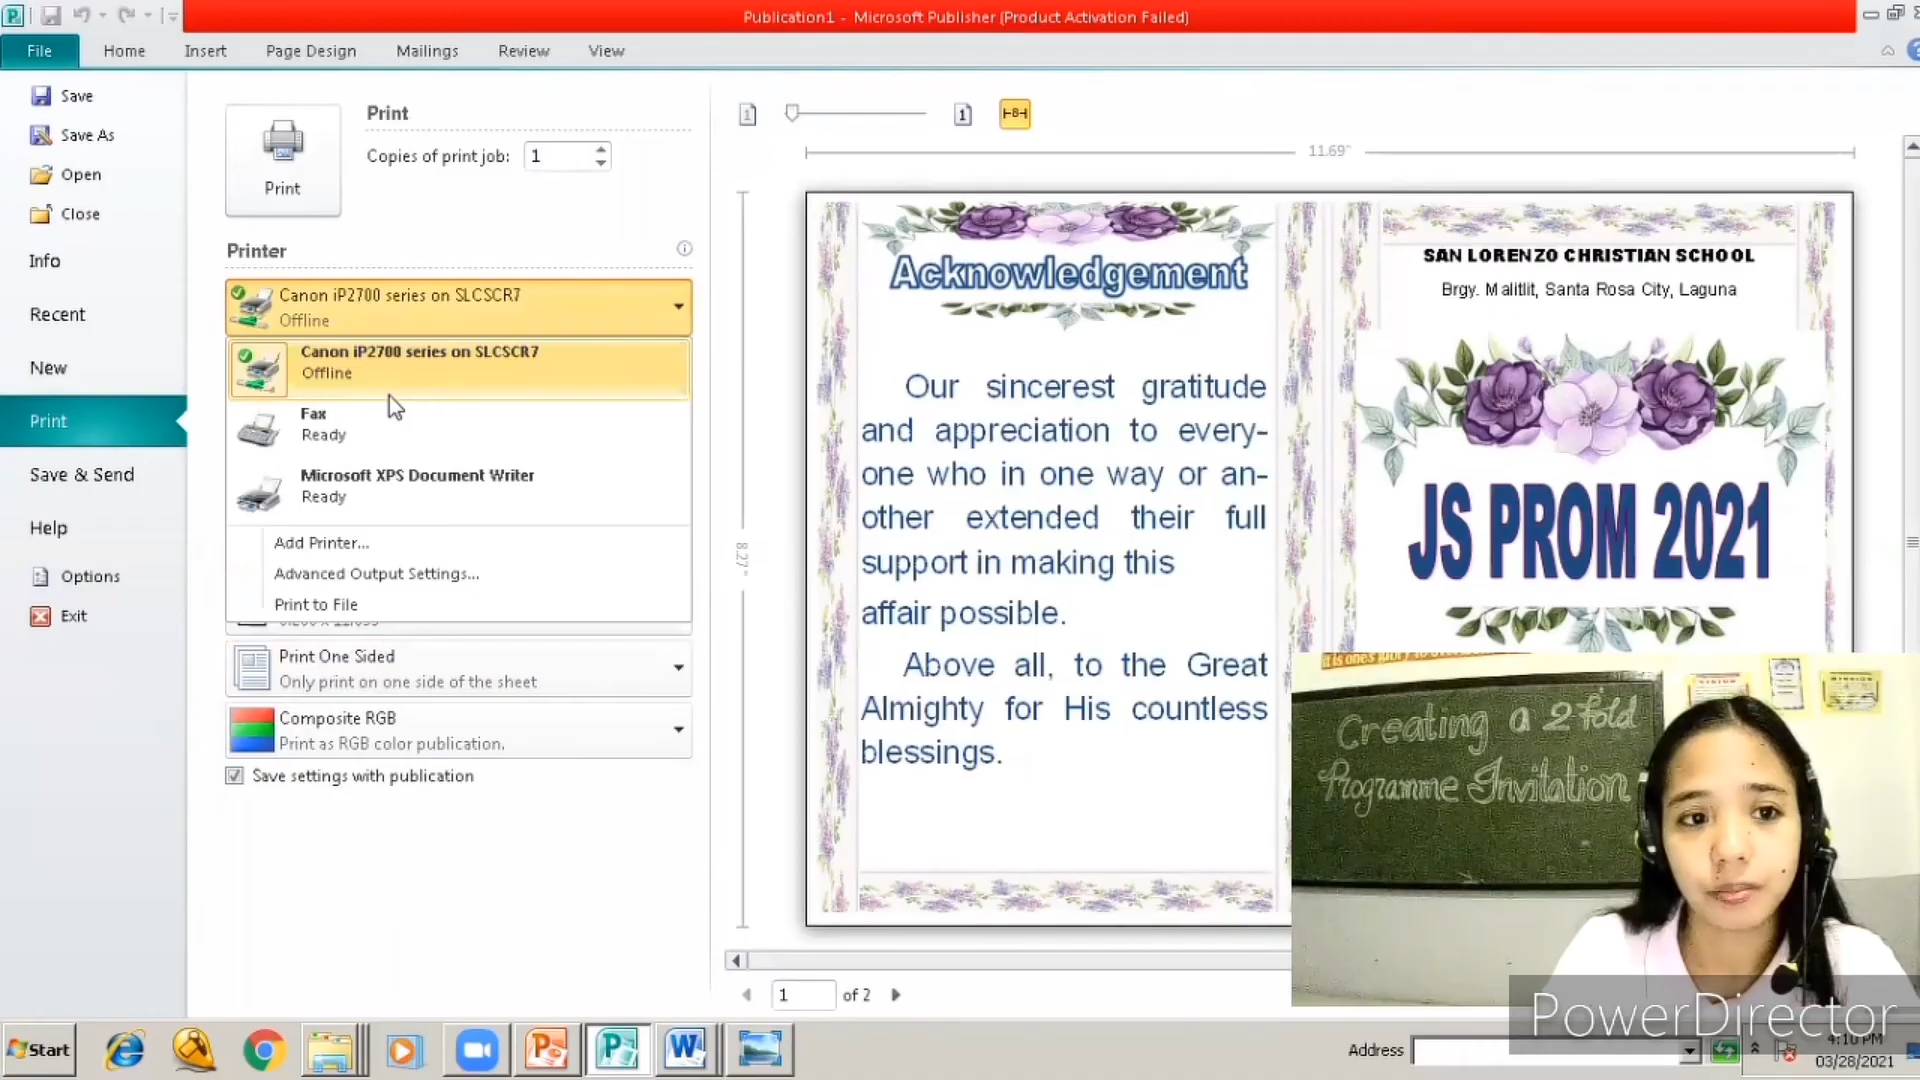 Publication1 - Microsoft Publisher (Product Activation Failed)
File Home Insert Page Design Mailings Review View
Save
Save As
Open
Close
Info
Recent
New
Print
Save & Send
Help
Options
Exit
Print
Print
Copies of print job: 1
Printer
Canon iP2700 series on SLCSCR7
Offline
Canon iP2700 series on SLCSCR7
Offline
Fax
Ready
Microsoft XPS Document Writer
Ready
Add Printer...
Advanced Output Settings...
Print to File
Print One Sided
Only print on one side of the sheet
Composite RGB
Print as RGB color publication.
Save settings with publication
11.69"
8.27"
Acknowledgement
Our sincerest gratitude
and appreciation to every-
one who in one way or an-
other extended their full
support in making this
affair possible.
Above all, to the Great
Almighty for His countless
blessings.
SAN LORENZO CHRISTIAN SCHOOL
Brgy. Malitlit, Santa Rosa City, Laguna
JS PROM 2021
Creating a 2 fold
Programme Invitation
1 of 2
PowerDirector
Start
Address
4:10 PM
03/28/2021